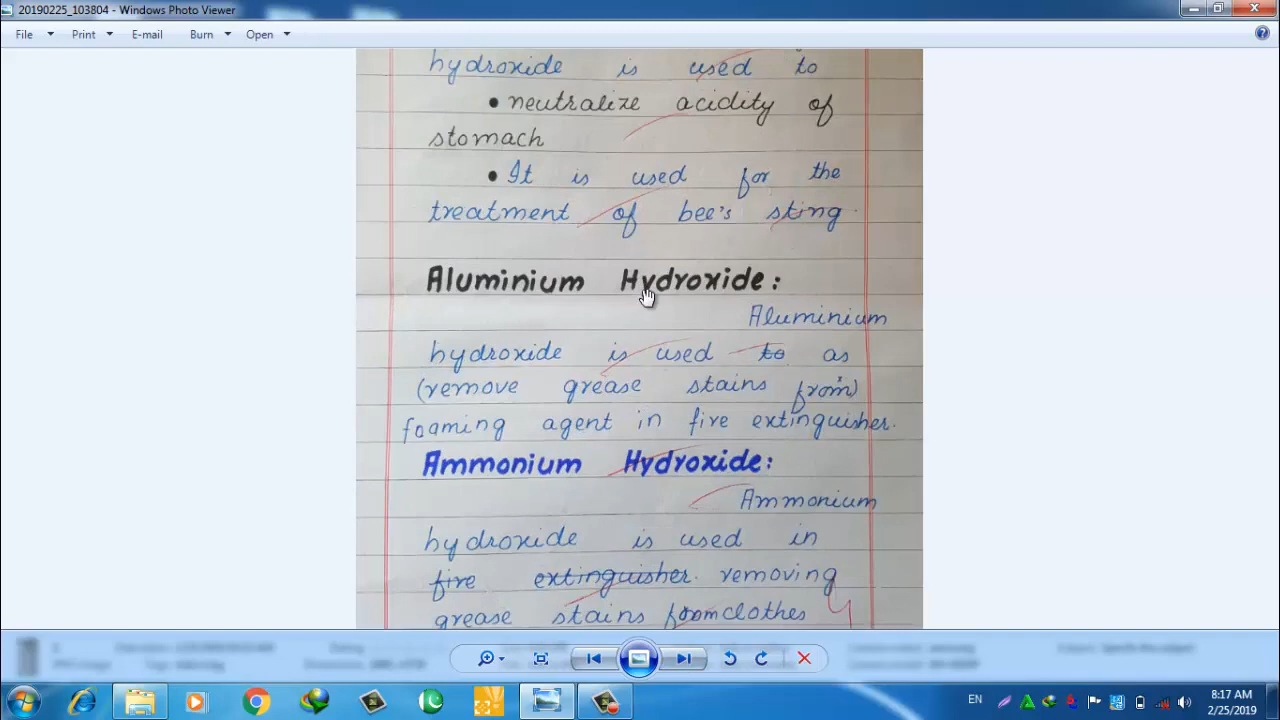 20190225_103804 - Windows Photo Viewer
File Print E-mail Burn Open
hydroxide is used to
• neutralize acidity of
stomach
• It is used for the
treatment of bee's sting.
Aluminium Hydroxide:
Aluminium
hydroxide is used to as
(remove grease stains from)
foaming agent in fire extinguisher.
Ammonium Hydroxide:
Ammonium
hydroxide is used in
fire extinguisher. removing
grease stains from clothes
EN
8:17 AM
2/25/2019